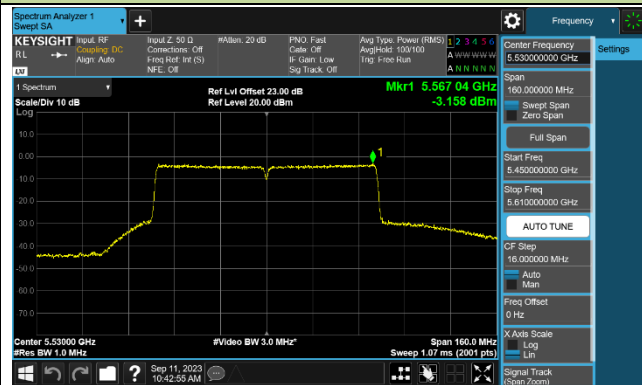 Spectrum Analyzer 1
Swept SA
Frequency
KEYSIGHT Input: RF Input Z: 50 Ω #Atten: 20 dB PNO: Fast Avg Type: Power (RMS) 1 2 3 4 5 6
RL Coupling: DC Corrections: Off Gate: Off Avg|Hold: 100/100 A W W W W W
Align: Auto Freq Ref: Int (S) IF Gain: Low Trig: Free Run
NFE: Off Sig Track: Off A N N N N N
LXI
1 Spectrum
Scale/Div 10 dB
Log
Ref Lvl Offset 23.00 dB
Ref Level 20.00 dBm
Mkr1 5.567 04 GHz
-3.158 dBm
1
10.0
0.00
-10.0
-20.0
-30.0
-40.0
-50.0
-60.0
-70.0
Center 5.53000 GHz #Video BW 3.0 MHz* Span 160.0 MHz
#Res BW 1.0 MHz Sweep 1.07 ms (2001 pts)
Sep 11, 2023
10:42:55 AM
Center Frequency
5.530000000 GHz
Span
160.000000 MHz
Swept Span
Zero Span
Full Span
Start Freq
5.450000000 GHz
Stop Freq
5.610000000 GHz
AUTO TUNE
CF Step
16.000000 MHz
Auto
Man
Freq Offset
0 Hz
X Axis Scale
Log
Lin
Signal Track
(Span Zoom)
Settings